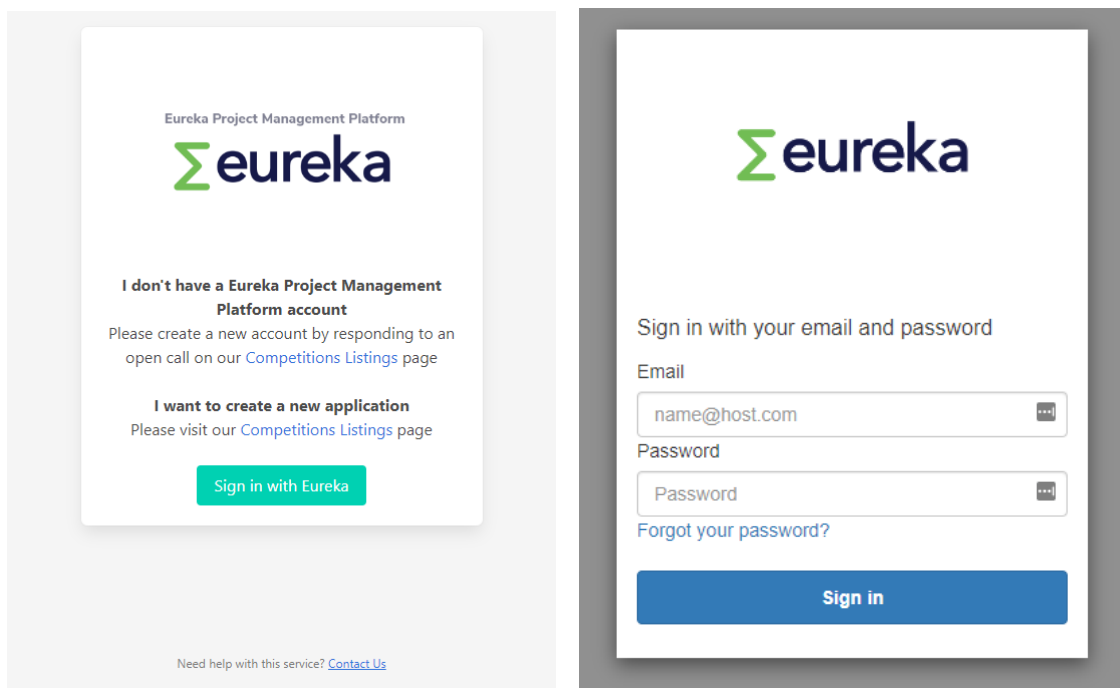 Eureka Project Management Platform
eureka
I don't have a Eureka Project Management
Platform account
Please create a new account by responding to an
open call on our Competitions Listings page
I want to create a new application
Please visit our Competitions Listings page
Sign in with Eureka
Need help with this service? Contact Us
eureka
Sign in with your email and password
Email
name@host.com
Password
Password
Forgot your password?
Sign in